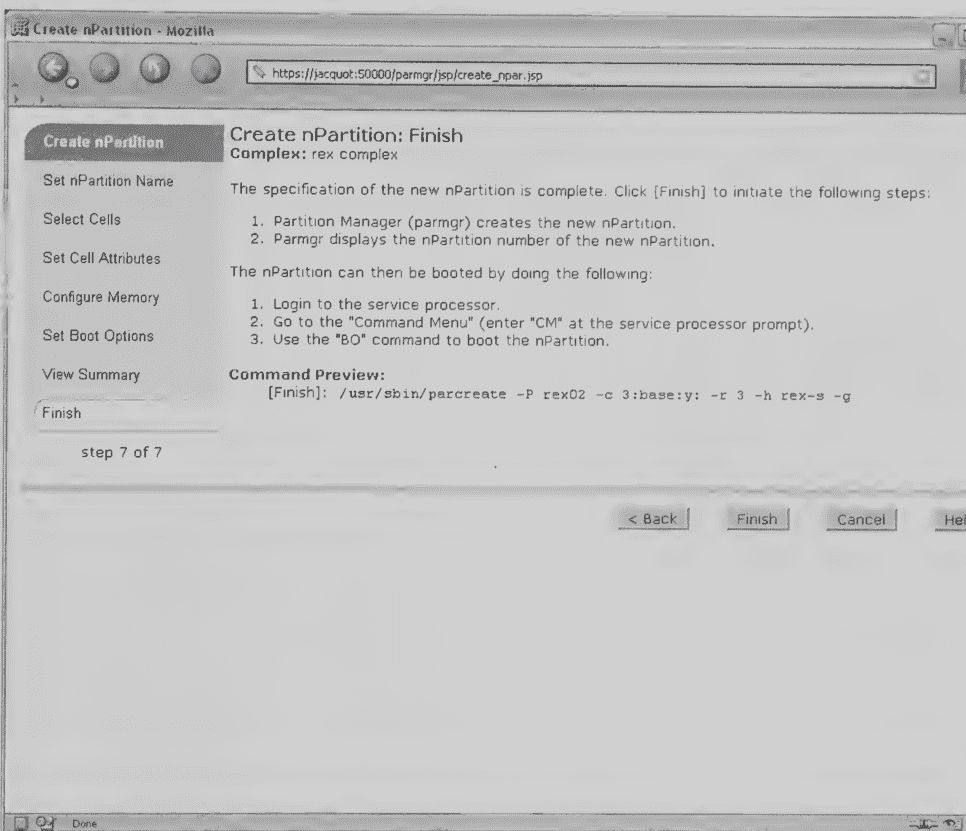 Create nPartition - Mozilla
https://jacquot:50000/parmgr/jsp/create_npar.jsp
Create nPartition
Set nPartition Name
Select Cells
Set Cell Attributes
Configure Memory
Set Boot Options
View Summary
Finish
step 7 of 7
Create nPartition: Finish
Complex: rex complex
The specification of the new nPartition is complete. Click [Finish] to initiate the following steps:
1. Partition Manager (parmgr) creates the new nPartition.
2. Parmgr displays the nPartition number of the new nPartition.
The nPartition can then be booted by doing the following:
1. Login to the service processor.
2. Go to the "Command Menu" (enter "CM" at the service processor prompt).
3. Use the "BO" command to boot the nPartition.
Command Preview:
[Finish]: /usr/sbin/parcreate -P rex02 -c 3:base:y: -r 3 -h rex-s -g
< Back Finish Cancel Hel
Done